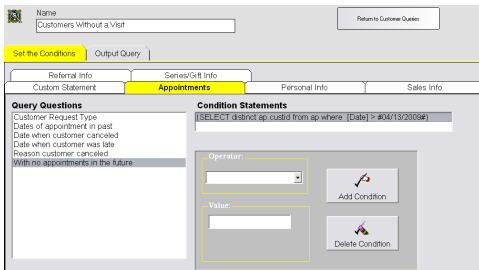 Name
Customers Without a Visit
Return to Customer Queries
Set the Conditions Output Query
Referral Info Series/Gift Info
Custom Statement Appointments Personal Info Sales Info
Query Questions
Customer Request Type
Dates of appointment in past
Date when customer canceled
Date when customer was late
Reason customer canceled
With no appointments in the future
Condition Statements
(SELECT distinct ap.custid from ap where [Date] > #04/13/2009#)
Operator:
Value:
Add Condition
Delete Condition